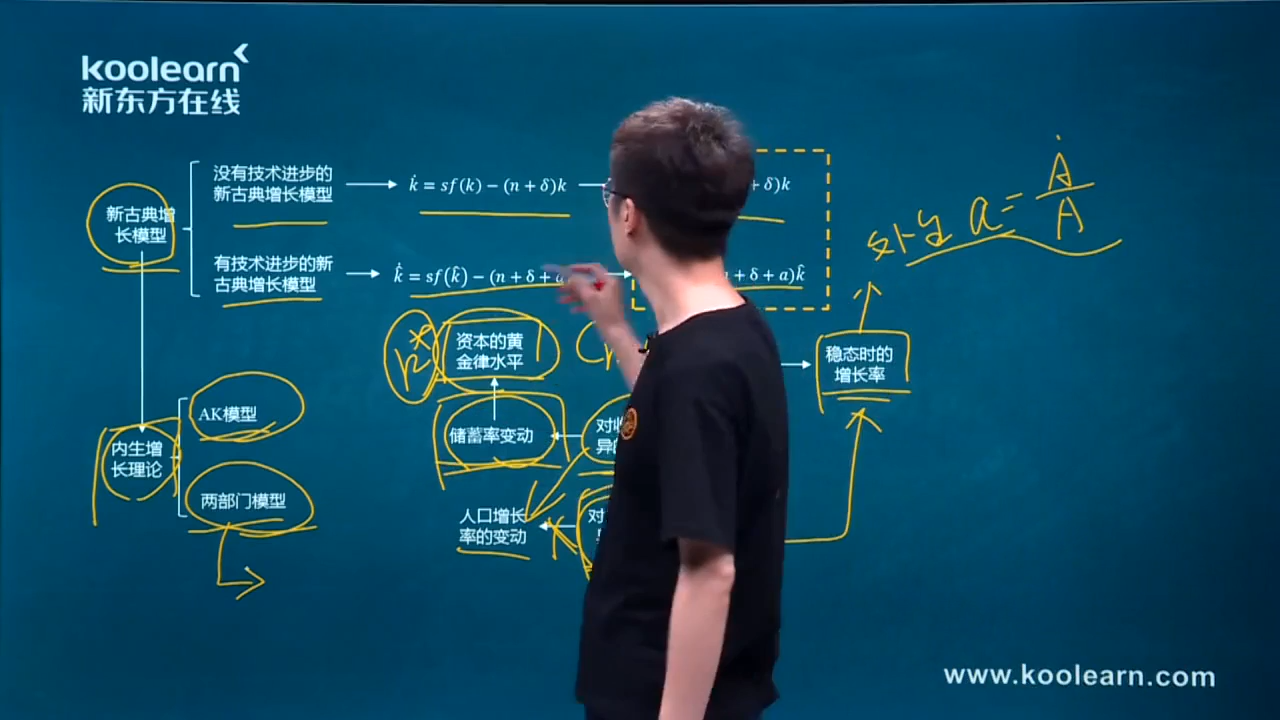 koolearn
新东方在线
没有技术进步的
新古典增长模型
k̇ = sf(k) − (n + δ)k
+ δ)k
新古典增
长模型
外生 a = Ȧ/A
有技术进步的新
古典增长模型
+ δ + a)k̂
k*
资本的黄
金律水平
稳态时的
增长率
AK模型
储蓄率变动
内生增
长理论
两部门模型
人口增长
率的变动
www.koolearn.com